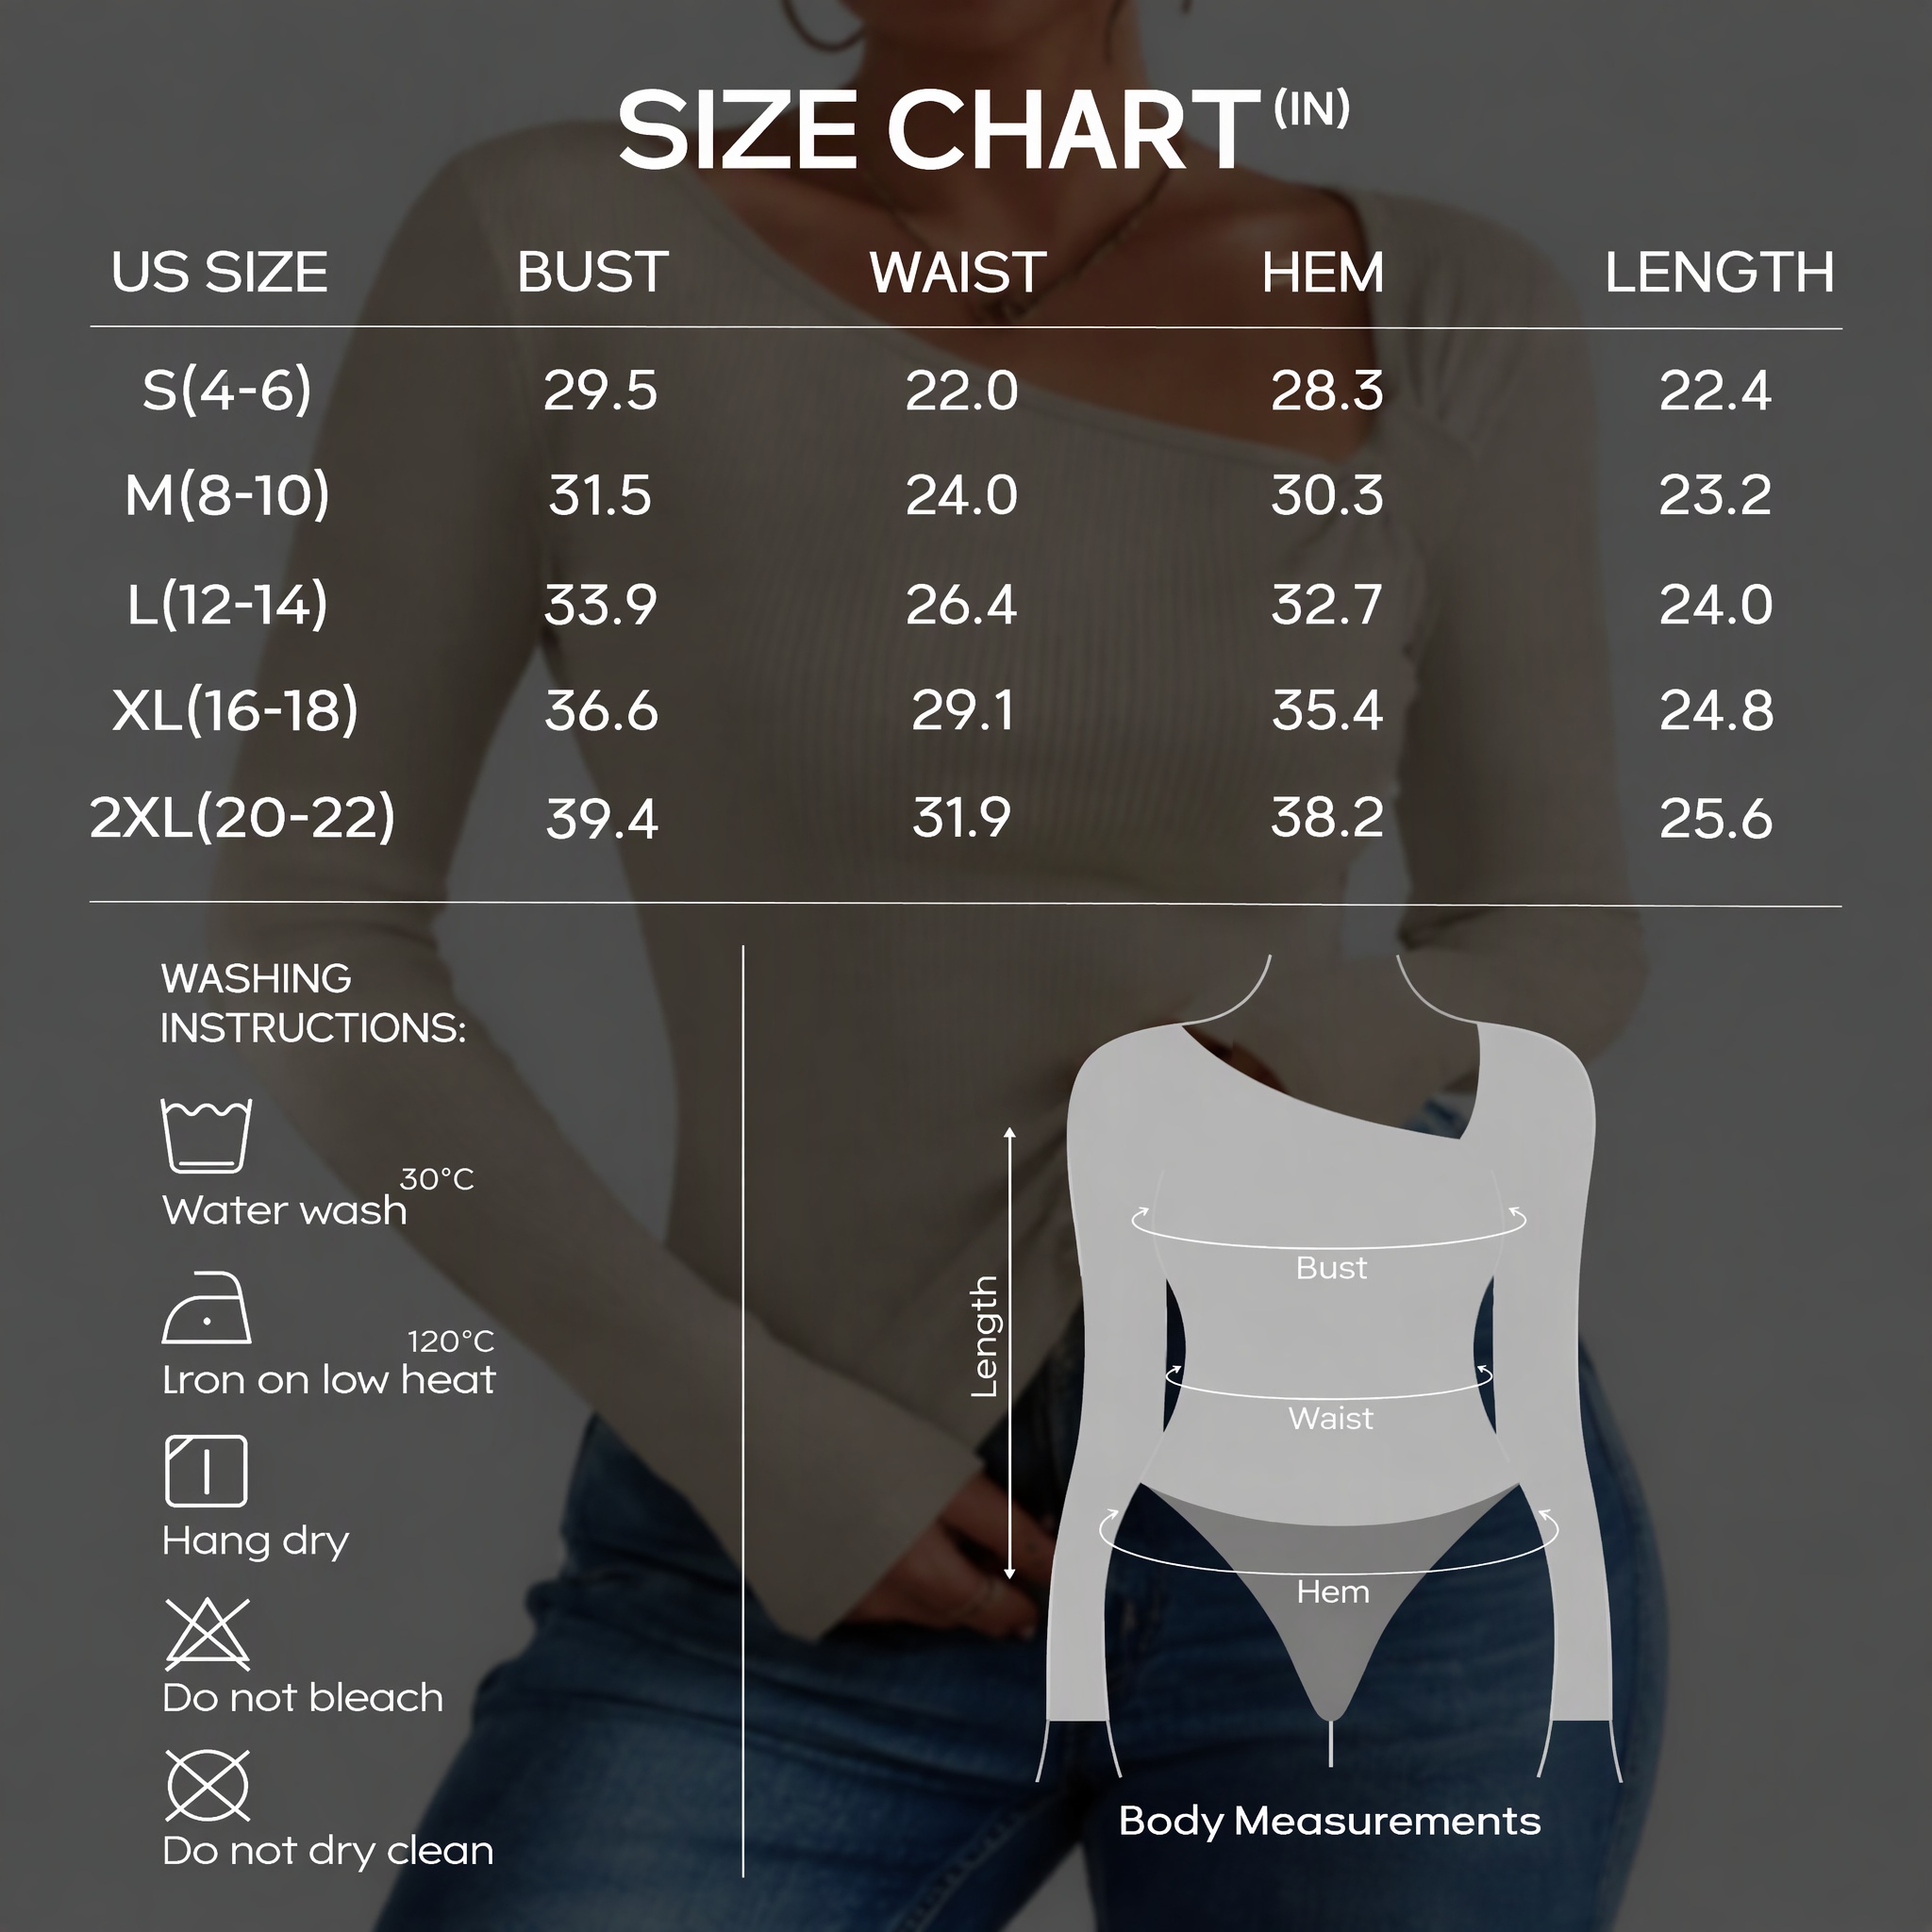 SIZE CHART (IN)
US SIZE BUST WAIST HEM LENGTH
S(4-6) 29.5 22.0 28.3 22.4
M(8-10) 31.5 24.0 30.3 23.2
L(12-14) 33.9 26.4 32.7 24.0
XL(16-18) 36.6 29.1 35.4 24.8
2XL(20-22) 39.4 31.9 38.2 25.6
WASHING
INSTRUCTIONS:
30°C
Water wash
120°C
Iron on low heat
Hang dry
Do not bleach
Do not dry clean
Length
Bust
Waist
Hem
Body Measurements